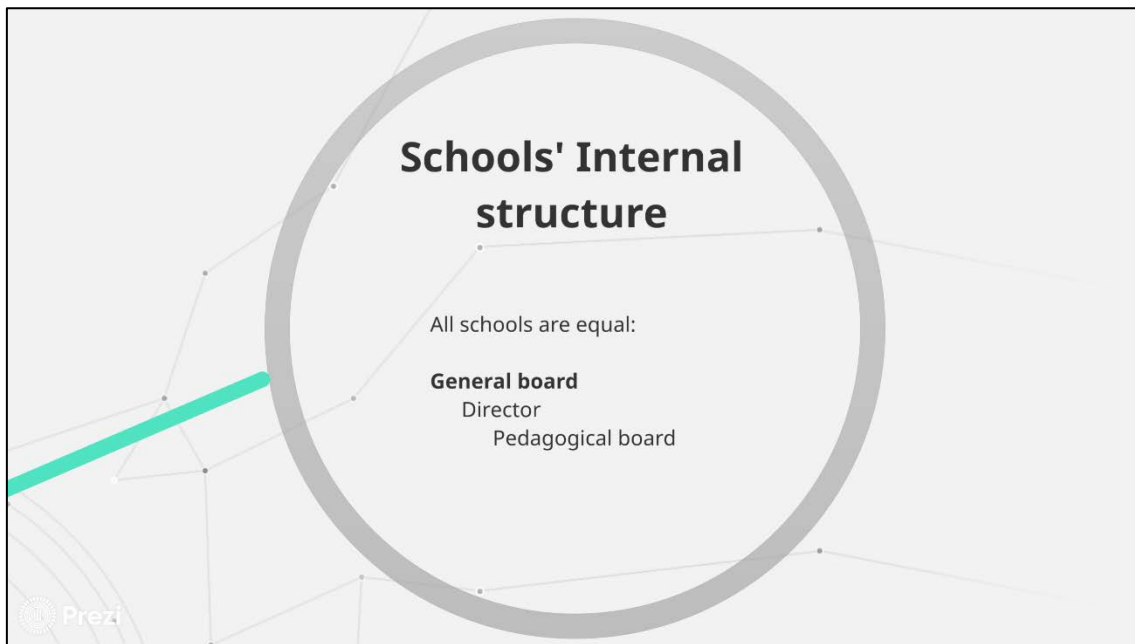 Schools' Internal
structure
All schools are equal:
General board
Director
Pedagogical board
Prezi